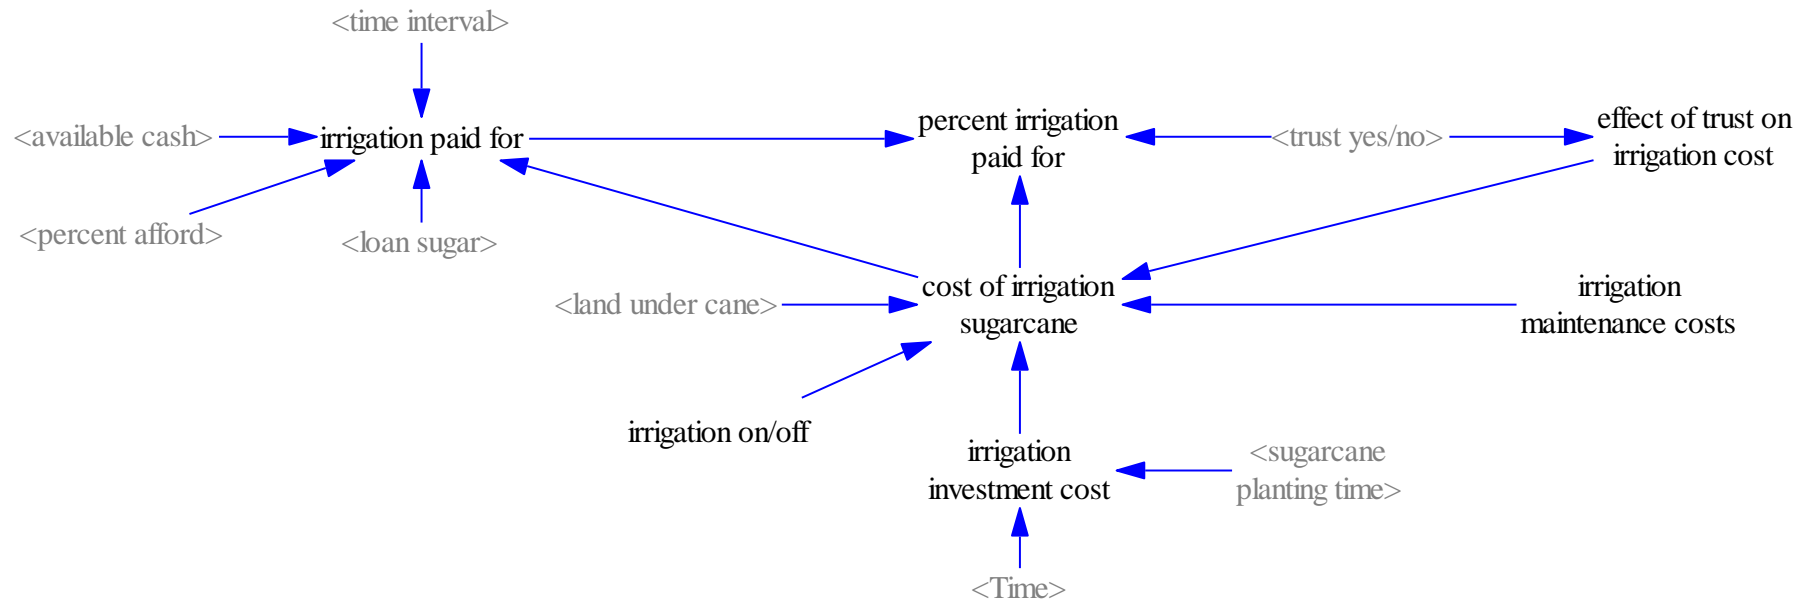 <time interval>
<available cash>
irrigation paid for
percent irrigation
paid for
<trust yes/no>
effect of trust on
irrigation cost
<percent afford>
<loan sugar>
<land under cane>
cost of irrigation
sugarcane
irrigation
maintenance costs
irrigation on/off
irrigation
investment cost
<sugarcane
planting time>
<Time>